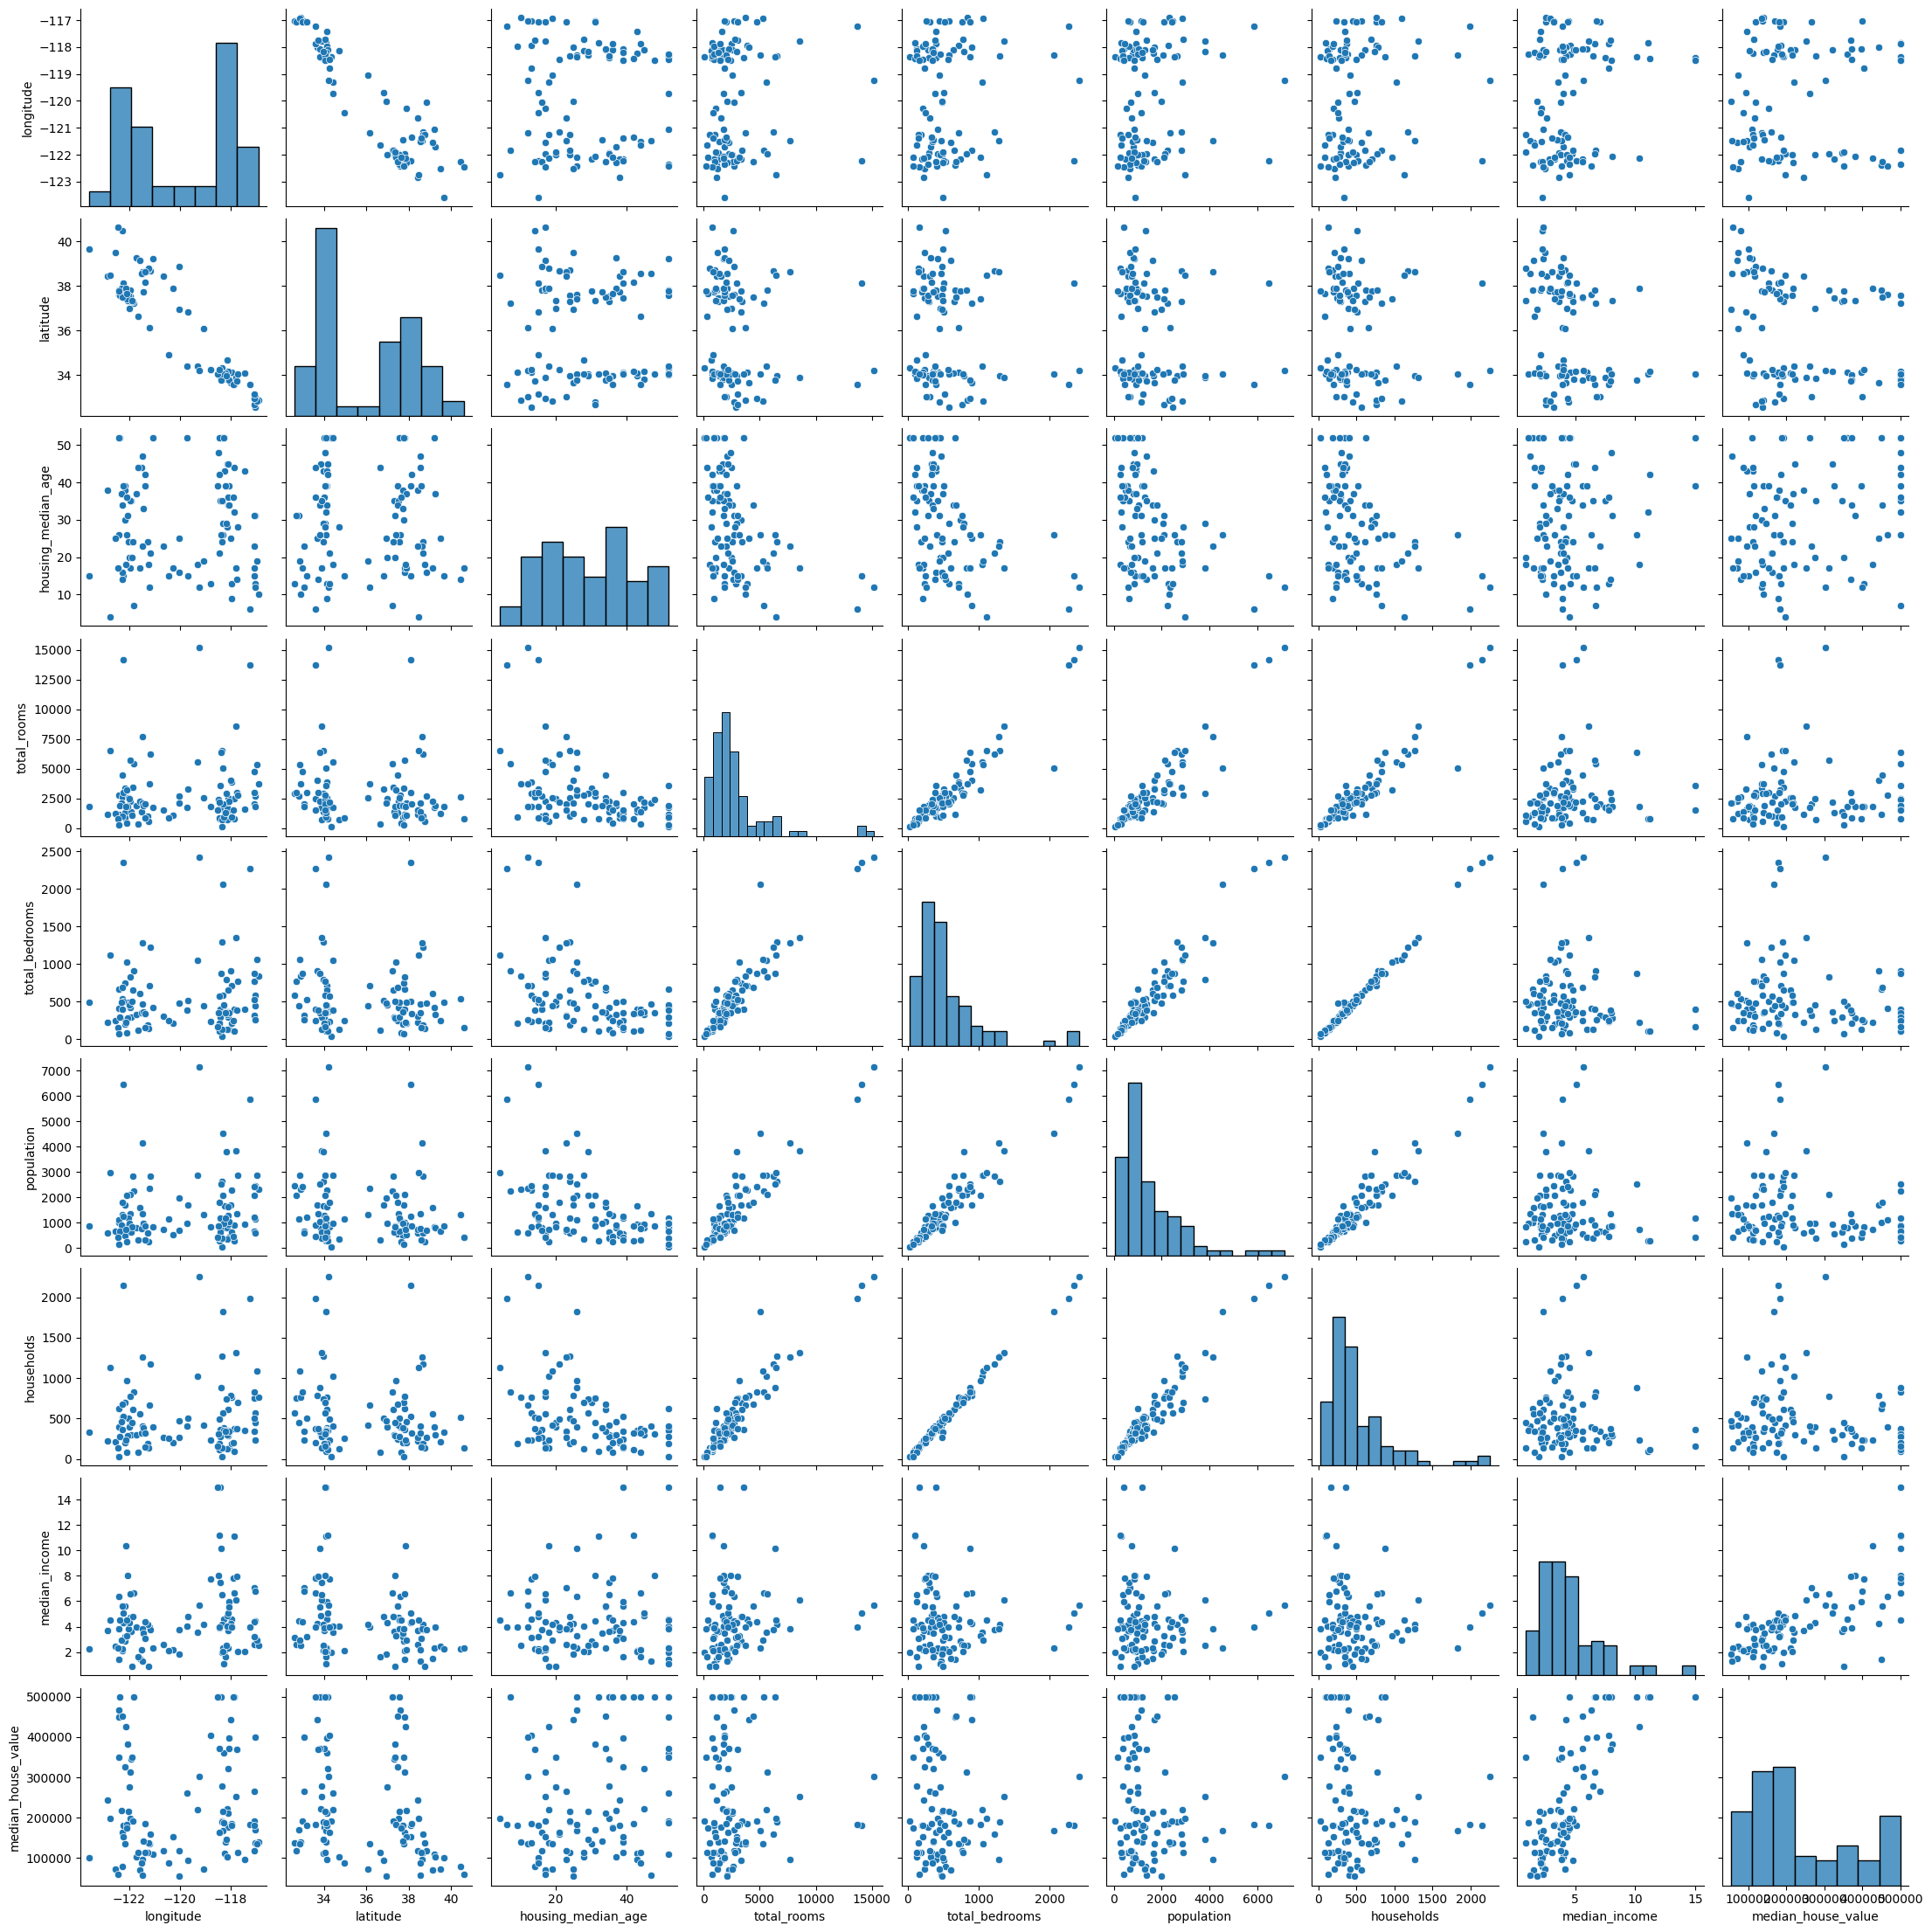 −117
−118
−119
−120
−121
−122
−123
longitude
40
38
36
34
latitude
50
40
30
20
10
housing_median_age
15000
12500
10000
7500
5000
2500
0
total_rooms
2500
2000
1500
1000
500
0
total_bedrooms
7000
6000
5000
4000
3000
2000
1000
0
population
2000
1500
1000
500
0
households
14
12
10
8
6
4
2
median_income
500000
400000
300000
200000
100000
median_house_value
−122 −120 −118
longitude
34 36 38 40
latitude
20 40
housing_median_age
0 5000 10000 15000
total_rooms
0 1000 2000
total_bedrooms
0 2000 4000 6000
population
0 500 1000 1500 2000
households
5 10 15
median_income
100000 200000 300000 400000 500000
median_house_value